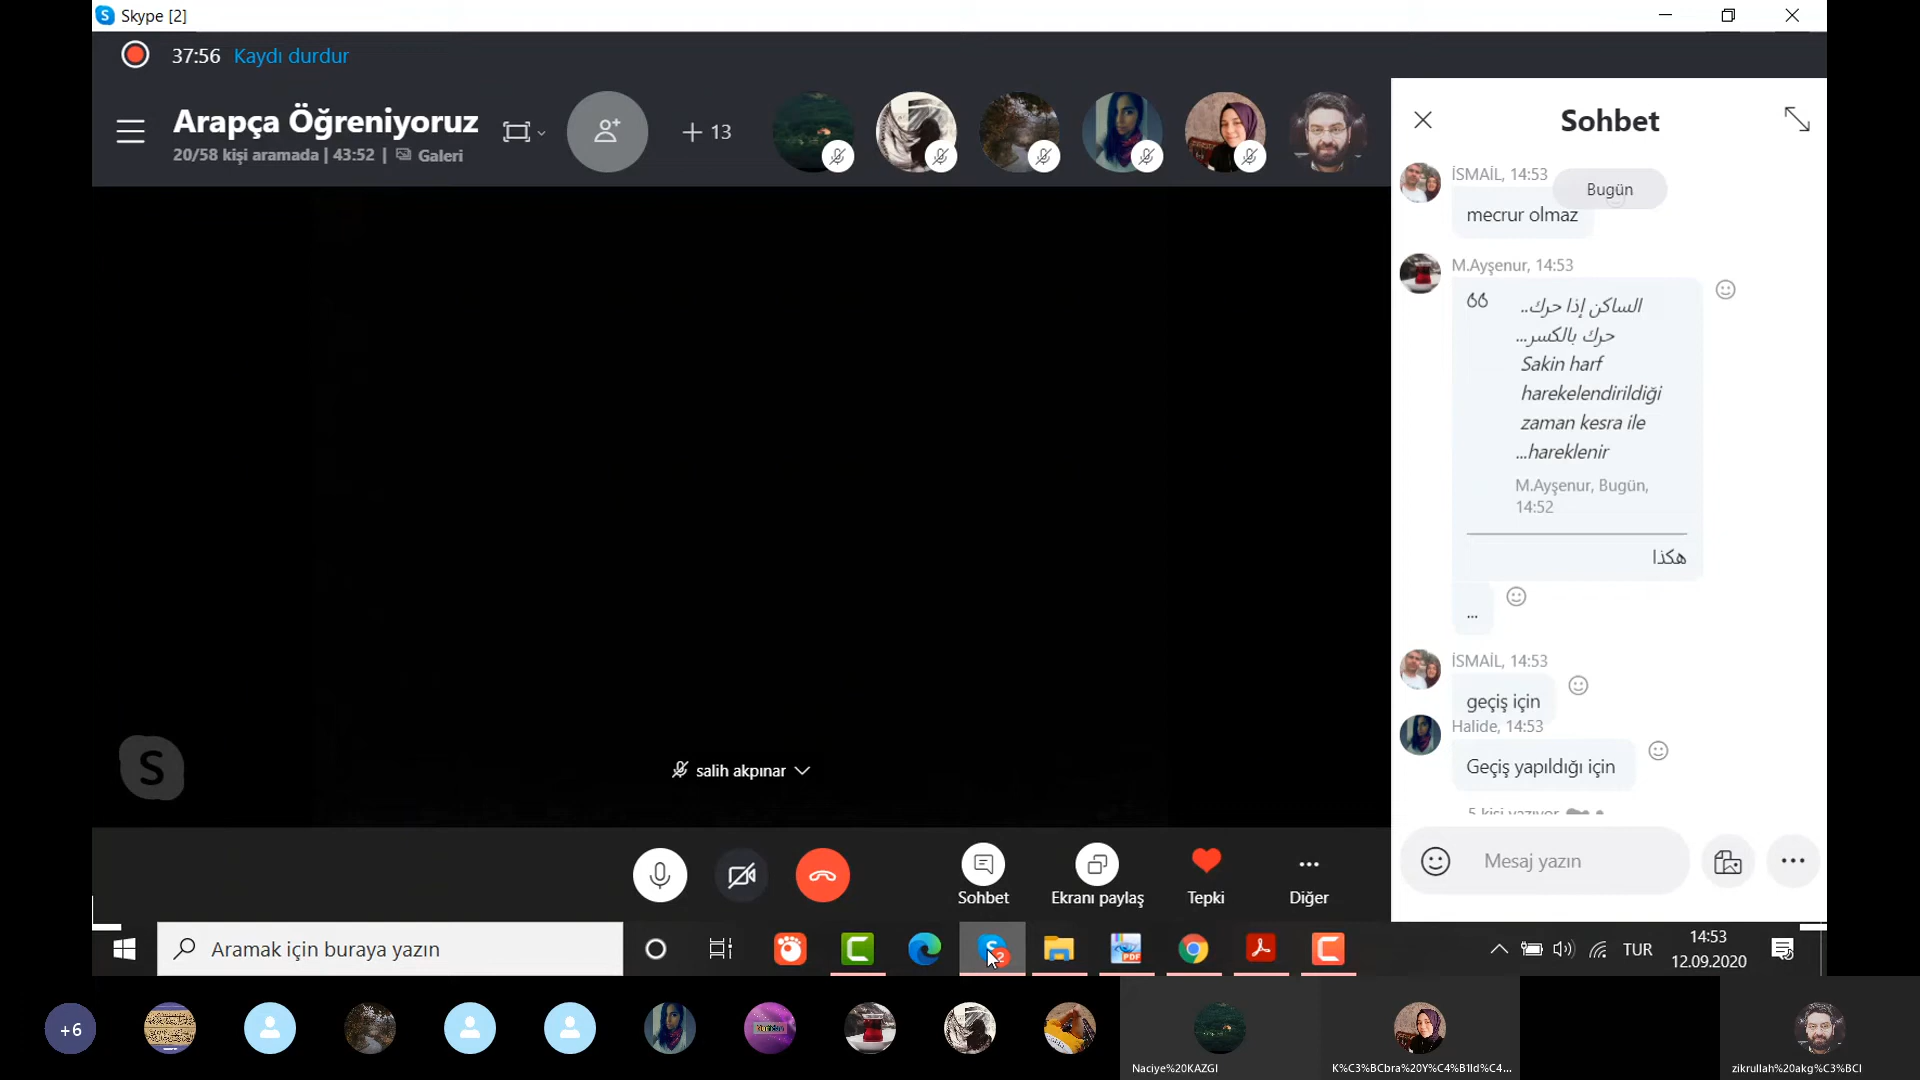 Skype [2]
37:56 Kaydı durdur
Arapça Öğreniyoruz
20/58 kişi aramada | 43:52 | Galeri
+ 13
Sohbet
İSMAİL, 14:53
Bugün
mecrur olmaz
M.Ayşenur, 14:53
الساكن إذا حرك..
حرك بالكسر...
Sakin harf
harekelendirildiği
zaman kesra ile
...hareklenir
M.Ayşenur, Bugün,
14:52
هكذا
...
İSMAİL, 14:53
geçiş için
Halide, 14:53
Geçiş yapıldığı için
5 kişi yazıyor
salih akpınar
Mesaj yazın
Sohbet
Ekranı paylaş
Tepki
Diğer
Aramak için buraya yazın
TUR
14:53
12.09.2020
+6
Naciye%20KAZGI
K%C3%BCbra%20Y%C4%B1ld%C4...
zikrullah%20akg%C3%BCl